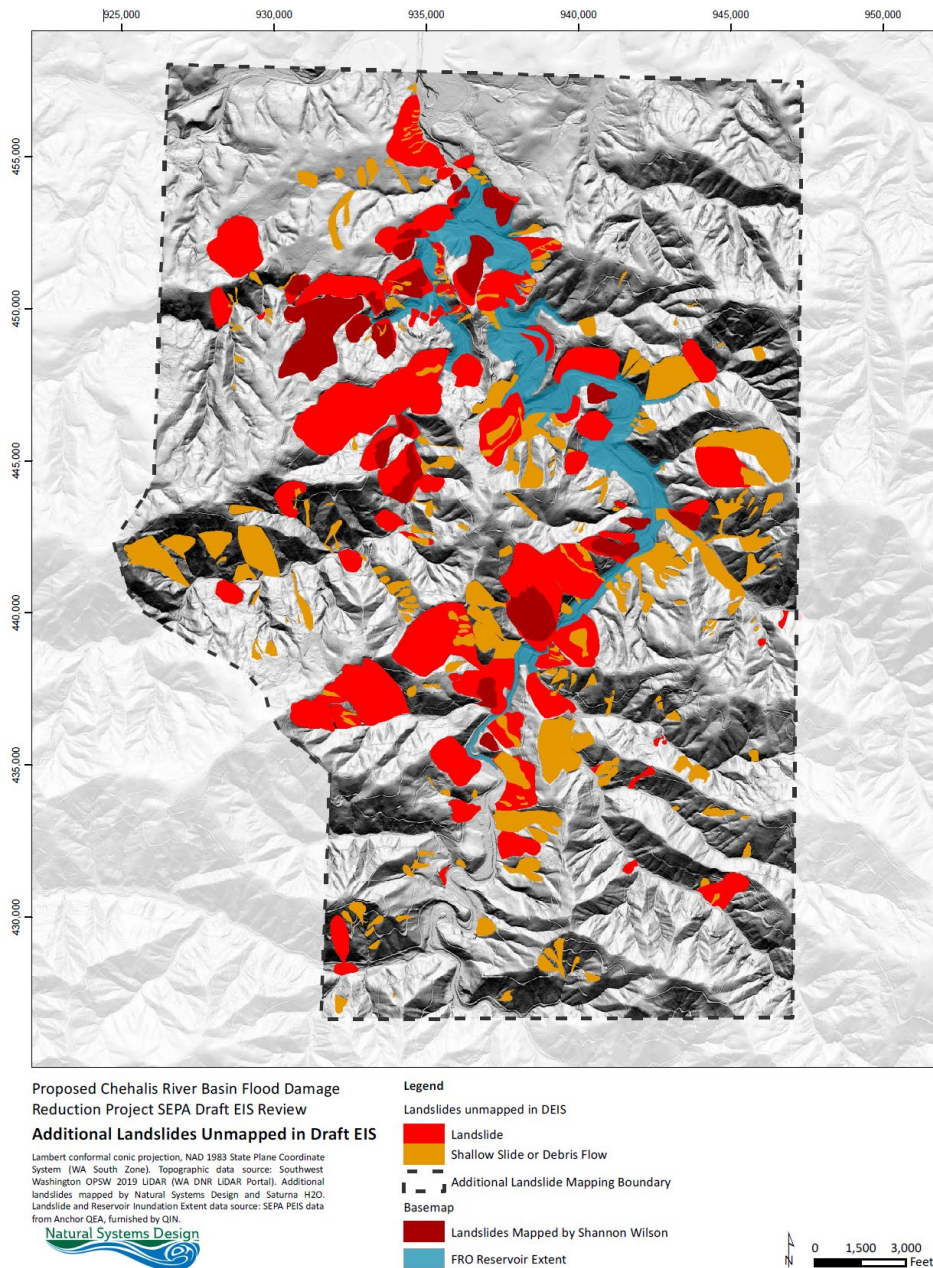 925,000 930,000 935,000 940,000 945,000 950,000
455,000
450,000
445,000
440,000
435,000
430,000
Proposed Chehalis River Basin Flood Damage
Reduction Project SEPA Draft EIS Review
Additional Landslides Unmapped in Draft EIS
Lambert conformal conic projection, NAD 1983 State Plane Coordinate
System (WA South Zone). Topographic data source: Southwest
Washington OPSW 2019 LiDAR (WA DNR LiDAR Portal). Additional
landslides mapped by Natural Systems Design and Saturna H2O.
Landslide and Reservoir Inundation Extent data source: SEPA PEIS data
from Anchor QEA, furnished by QIN.
Natural Systems Design
Legend
Landslides unmapped in DEIS
Landslide
Shallow Slide or Debris Flow
Additional Landslide Mapping Boundary
Basemap
Landslides Mapped by Shannon Wilson
FRO Reservoir Extent
N
0 1,500 3,000
Feet